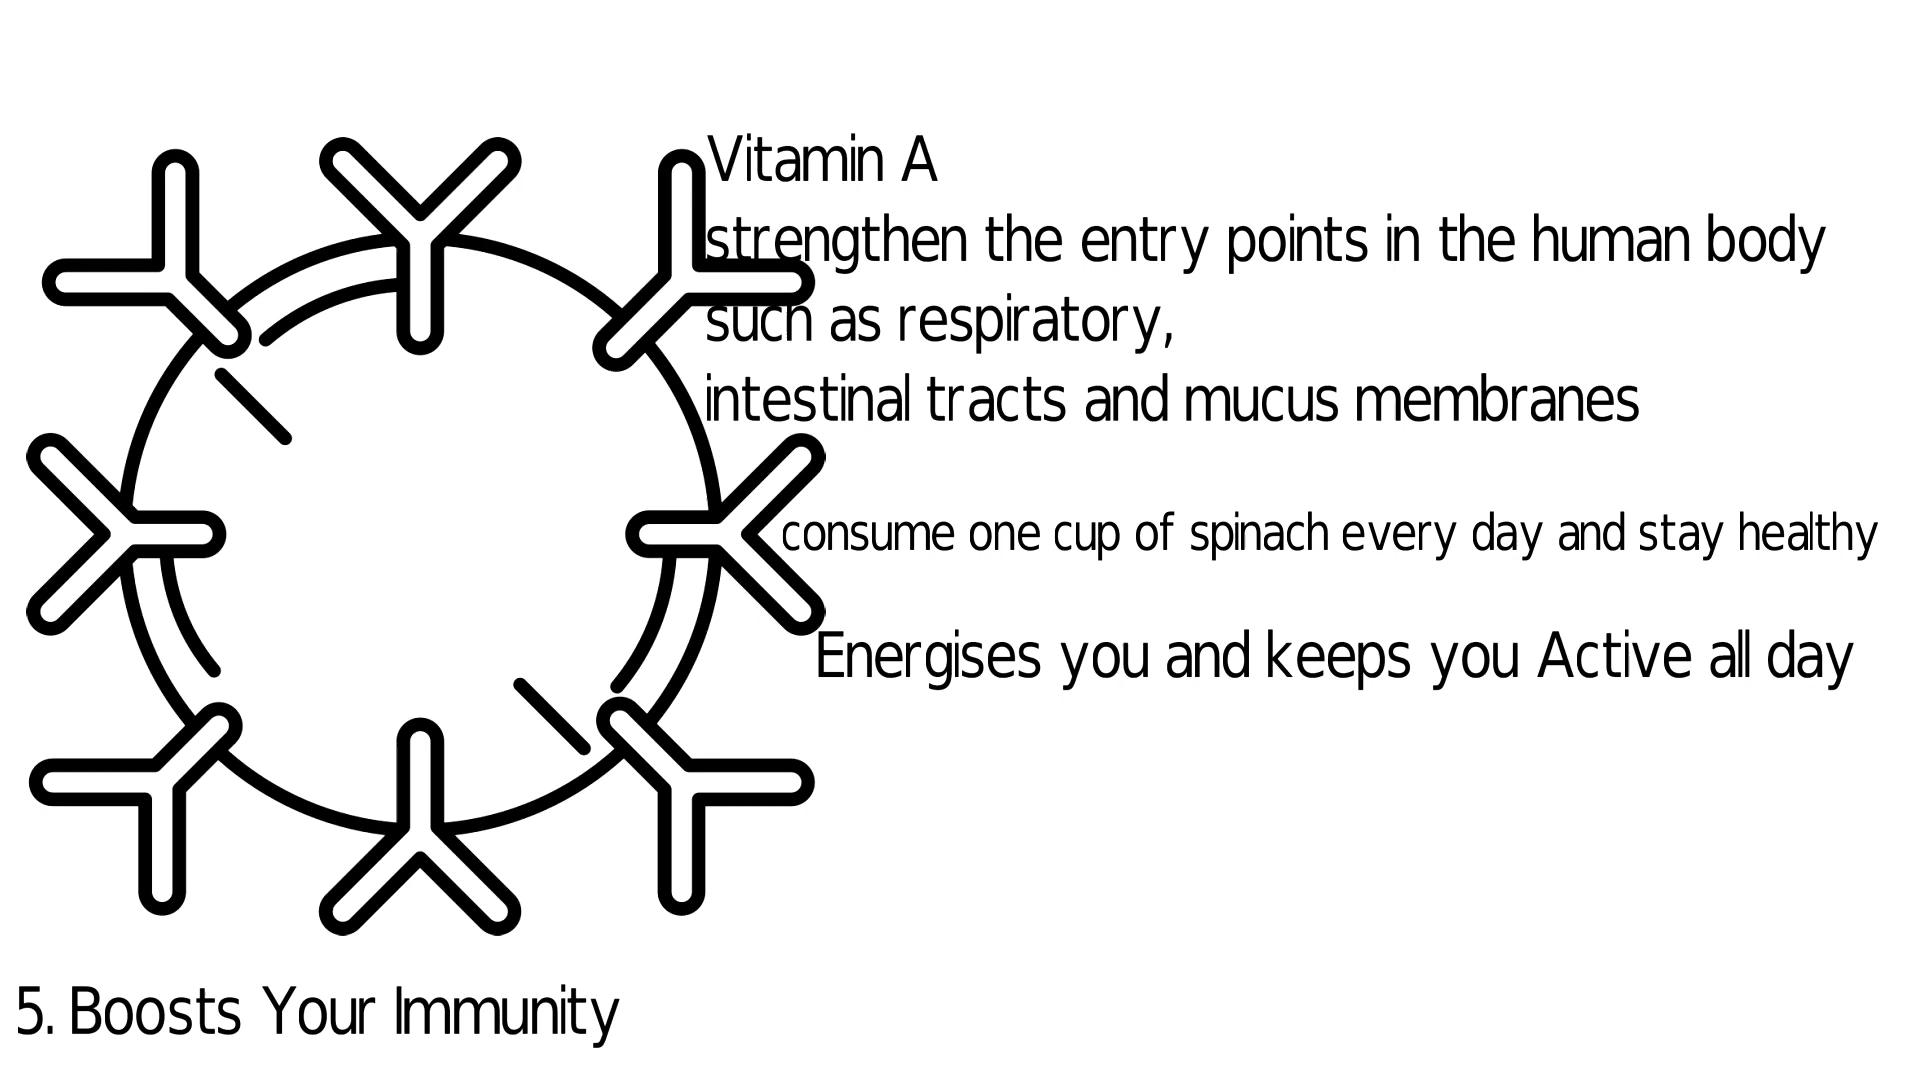 Vitamin A
strengthen the entry points in the human body
such as respiratory,
intestinal tracts and mucus membranes
consume one cup of spinach every day and stay healthy
Energises you and keeps you Active all day
5. Boosts Your Immunity